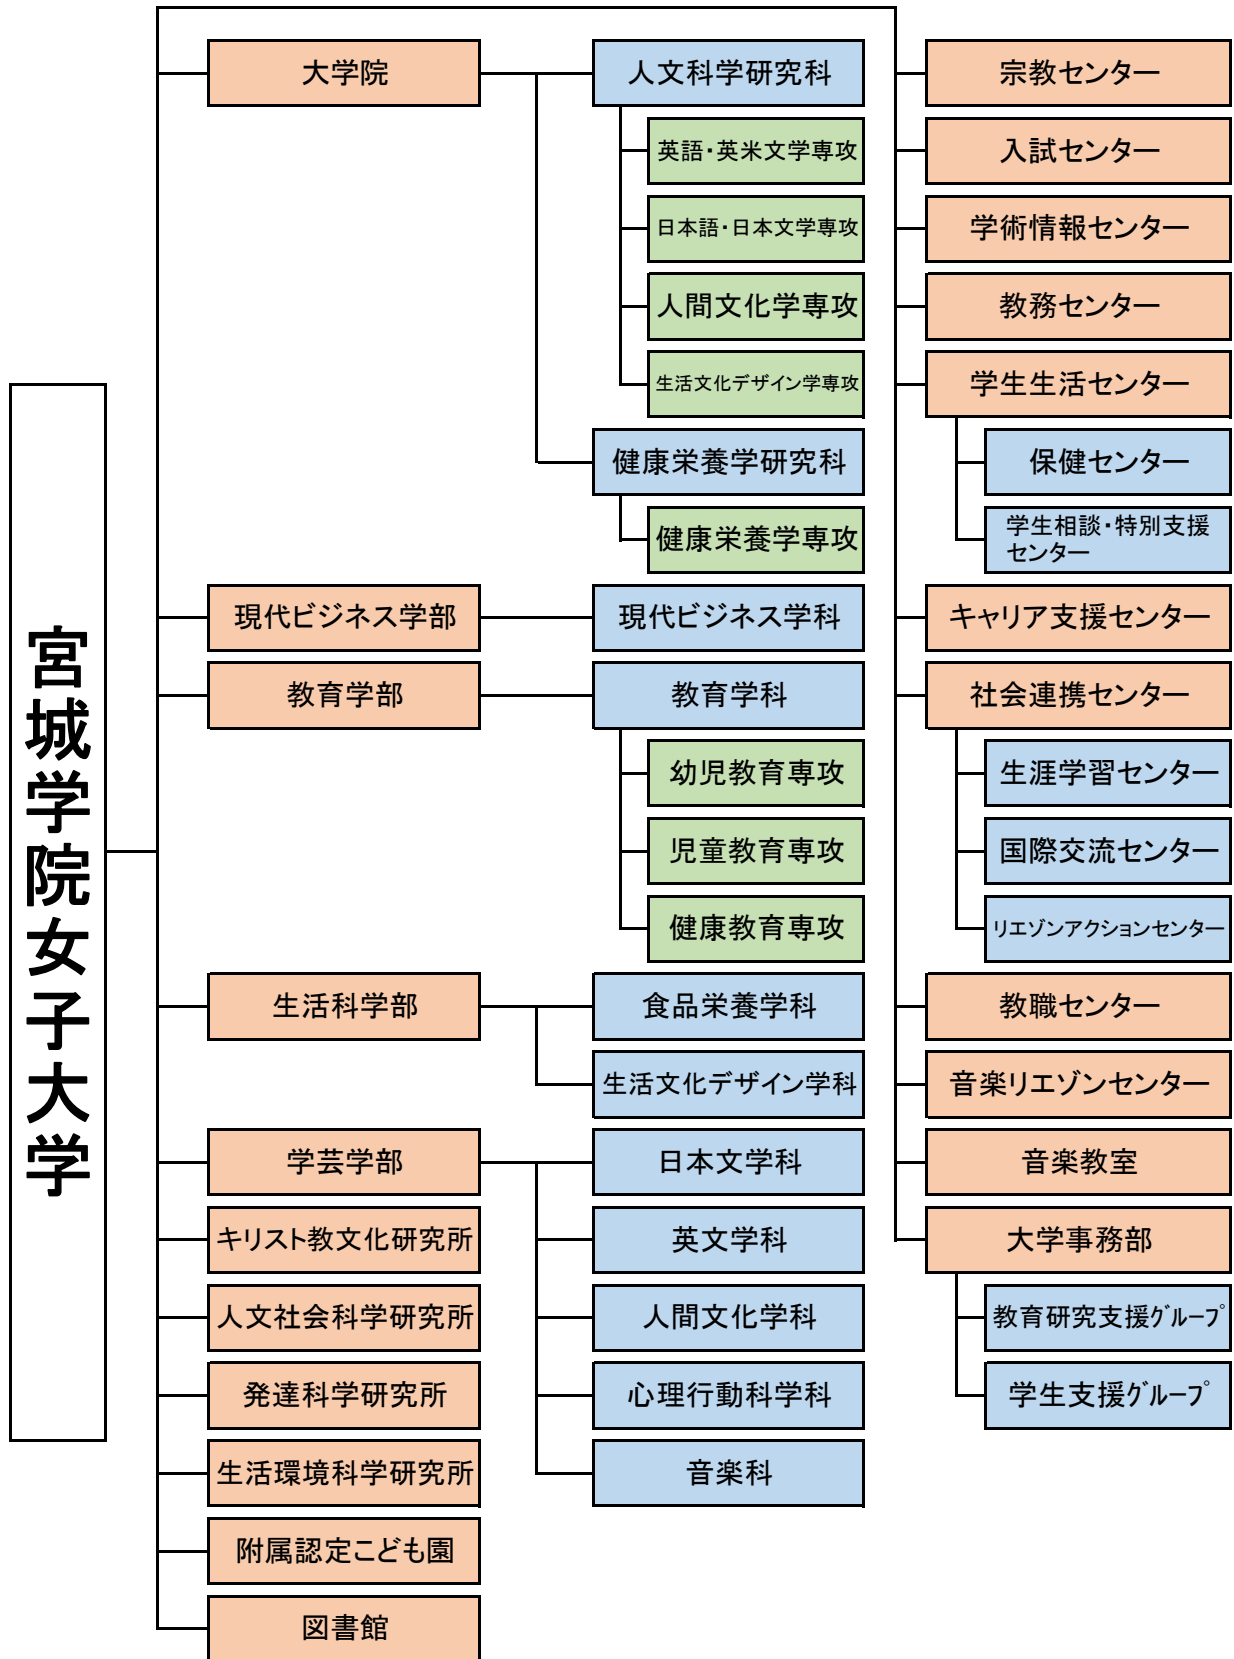 宮城学院女子大学
大学院
人文科学研究科
英語・英米文学専攻
日本語・日本文学専攻
人間文化学専攻
生活文化デザイン学専攻
健康栄養学研究科
健康栄養学専攻
現代ビジネス学部
現代ビジネス学科
教育学部
教育学科
幼児教育専攻
児童教育専攻
健康教育専攻
生活科学部
食品栄養学科
生活文化デザイン学科
学芸学部
日本文学科
英文学科
人間文化学科
心理行動科学科
音楽科
キリスト教文化研究所
人文社会科学研究所
発達科学研究所
生活環境科学研究所
附属認定こども園
図書館
宗教センター
入試センター
学術情報センター
教務センター
学生生活センター
保健センター
学生相談・特別支援
センター
キャリア支援センター
社会連携センター
生涯学習センター
国際交流センター
リエゾンアクションセンター
教職センター
音楽リエゾンセンター
音楽教室
大学事務部
教育研究支援ｸﾞﾙｰﾌﾟ
学生支援ｸﾞﾙｰﾌﾟ